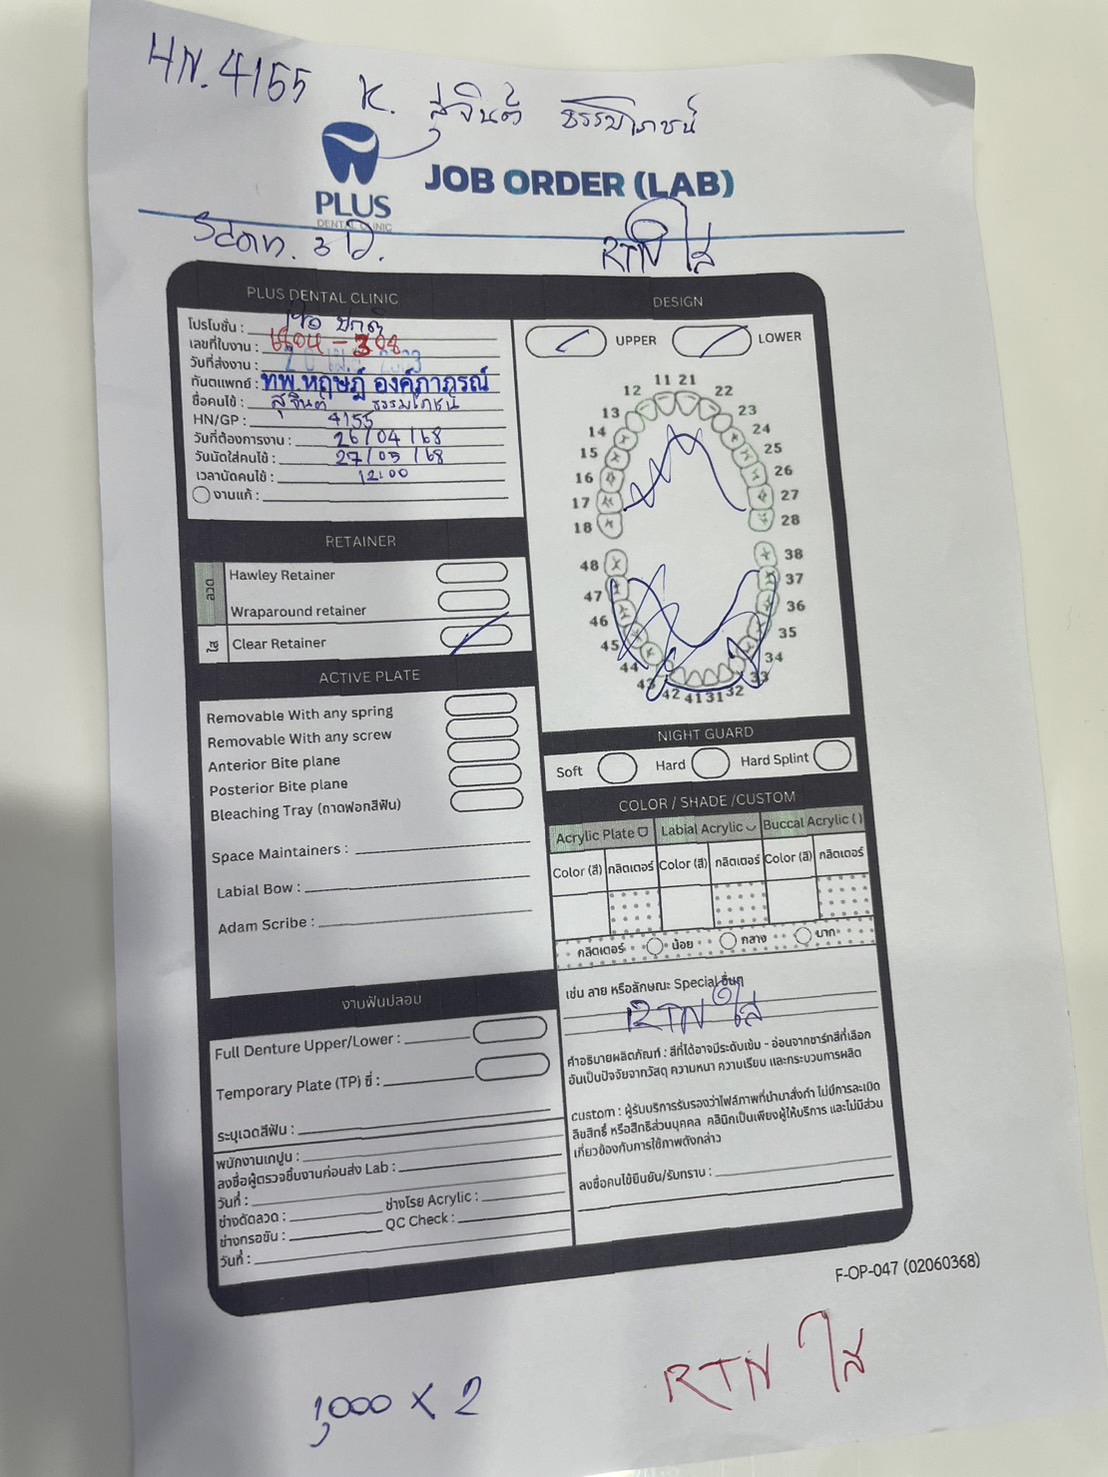 HN. 4155 K. สุจินต์ ธรรมโภชน์
PLUS
DENTAL CLINIC
JOB ORDER (LAB)
RTN ใส
PLUS DENTAL CLINIC
โปรโมชั่น : ปกติ
เลขที่ใบงาน : - 308
วันที่ส่งงาน :
ทันตแพทย์ : ทพ.หฤษฎ์ องค์ภาภรณ์
ชื่อคนไข้ : สุจินต์ ธรรมโภชน์
HN/GP : 4155
วันที่ต้องการงาน : 26/04/68
วันนัดใส่คนไข้ : 27/05/68
เวลานัดคนไข้ : 12:00
งานแก้ :
RETAINER
ลวด
Hawley Retainer
Wraparound retainer
ใส
Clear Retainer
ACTIVE PLATE
Removable With any spring
Removable With any screw
Anterior Bite plane
Posterior Bite plane
Bleaching Tray (ถาดฟอกสีฟัน)
Space Maintainers :
Labial Bow :
Adam Scribe :
งานฟันปลอม
Full Denture Upper/Lower :
Temporary Plate (TP) ซี่ :
ระบุเฉดสีฟัน :
พนักงานเทปูน :
ลงชื่อผู้ตรวจชิ้นงานก่อนส่ง Lab :
วันที่ :
ช่างดัดลวด : ช่างโรย Acrylic :
ช่างกรอขัน : QC Check :
วันที่ :
DESIGN
UPPER LOWER
11 21
12 22
13 23
14 24
15 25
16 26
17 27
18 28
48 38
47 37
46 36
45 35
44 34
43 33
42 41 31 32
NIGHT GUARD
Soft Hard Hard Splint
COLOR / SHADE /CUSTOM
Acrylic Plate Labial Acrylic Buccal Acrylic ( )
Color (สี) กลิตเตอร์ Color (สี) กลิตเตอร์ Color (สี) กลิตเตอร์
กลิตเตอร์ น้อย กลาง มาก
เช่น ลาย หรือลักษณะ Special อื่นๆ
RTN ใส
คำอธิบายผลิตภัณฑ์ : สีที่ได้อาจมีระดับเข้ม - อ่อนจากชาร์ทสีที่เลือก
อันเป็นปัจจัยจากวัสดุ ความหนา ความเรียบ และกระบวนการผลิต
custom : ผู้รับบริการรับรองว่าไฟล์ภาพที่นำมาสั่งทำ ไม่มีการละเมิด
ลิขสิทธิ์ หรือสิทธิส่วนบุคคล คลินิกเป็นเพียงผู้ให้บริการ และไม่มีส่วน
เกี่ยวข้องกับการใช้ภาพดังกล่าว
ลงชื่อคนไข้ยืนยัน/รับทราบ :
F-OP-047 (02060368)
1,000 x 2
RTN ใส